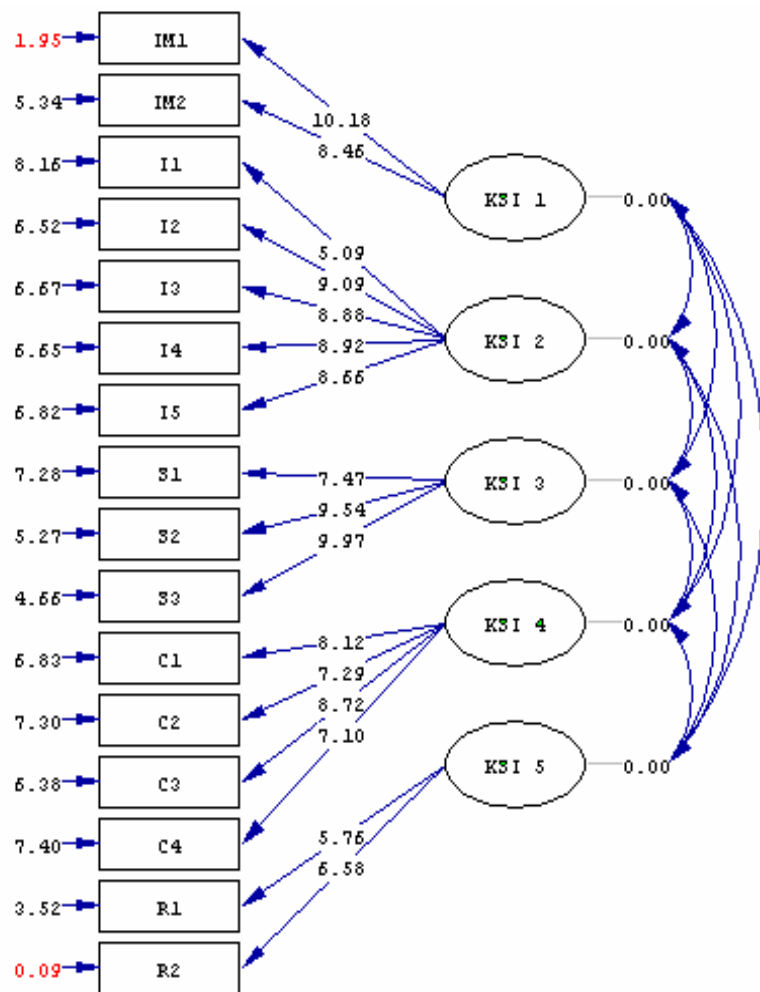 1.95 IM1
5.34 IM2
10.18
8.46
8.16 I1
KSI 1 0.00
6.52 I2
5.09
9.09
6.67 I3
8.88
KSI 2 0.00
6.65 I4
8.92
8.66
6.82 I5
7.28 S1
7.47
KSI 3 0.00
9.54
5.27 S2
9.97
4.66 S3
KSI 4 0.00
8.12
6.83 C1
7.29
8.72
7.30 C2
7.10
KSI 5 0.00
6.38 C3
5.76
7.40 C4
6.58
3.52 R1
0.09 R2